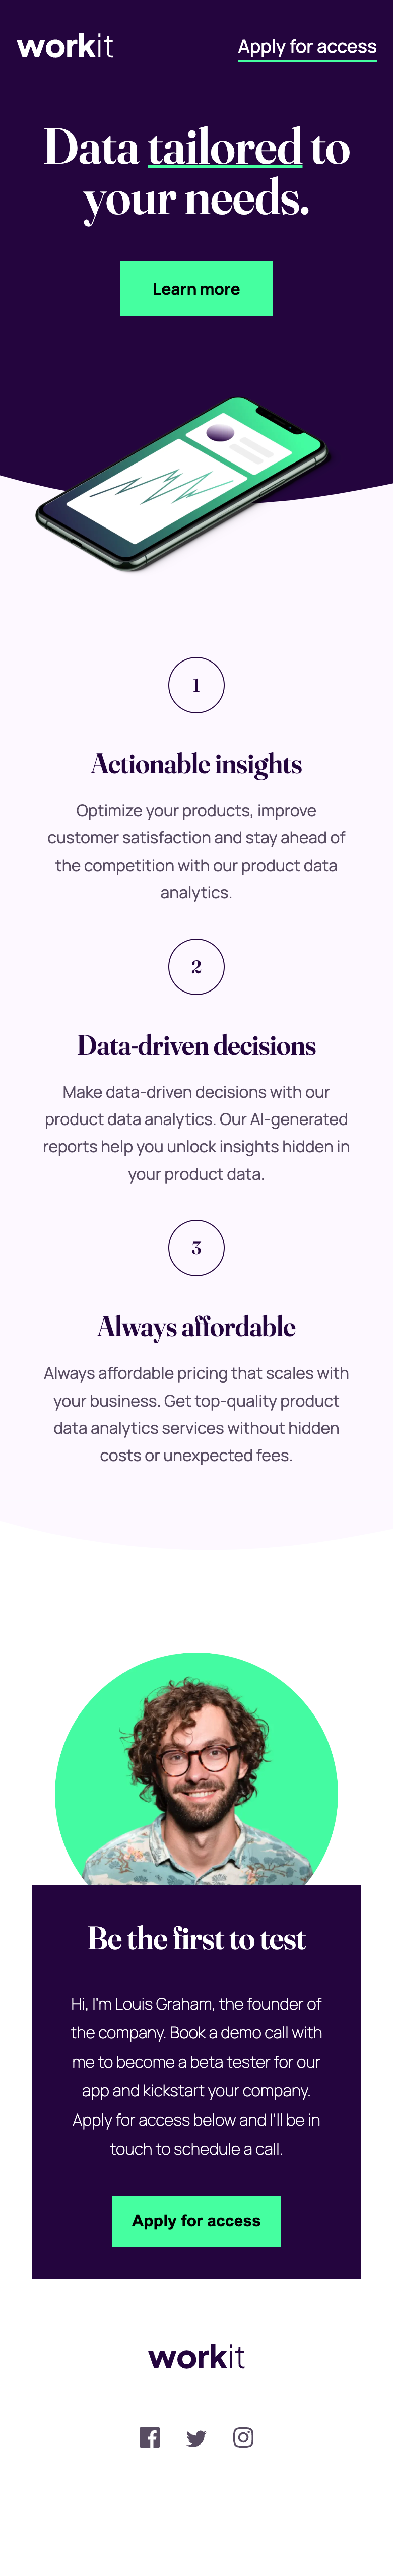 workit
Apply for access
Data tailored to
your needs.
Learn more
1
Actionable insights
Optimize your products, improve
customer satisfaction and stay ahead of
the competition with our product data
analytics.
2
Data-driven decisions
Make data-driven decisions with our
product data analytics. Our AI-generated
reports help you unlock insights hidden in
your product data.
3
Always affordable
Always affordable pricing that scales with
your business. Get top-quality product
data analytics services without hidden
costs or unexpected fees.
Be the first to test
Hi, I'm Louis Graham, the founder of
the company. Book a demo call with
me to become a beta tester for our
app and kickstart your company.
Apply for access below and I'll be in
touch to schedule a call.
Apply for access
workit